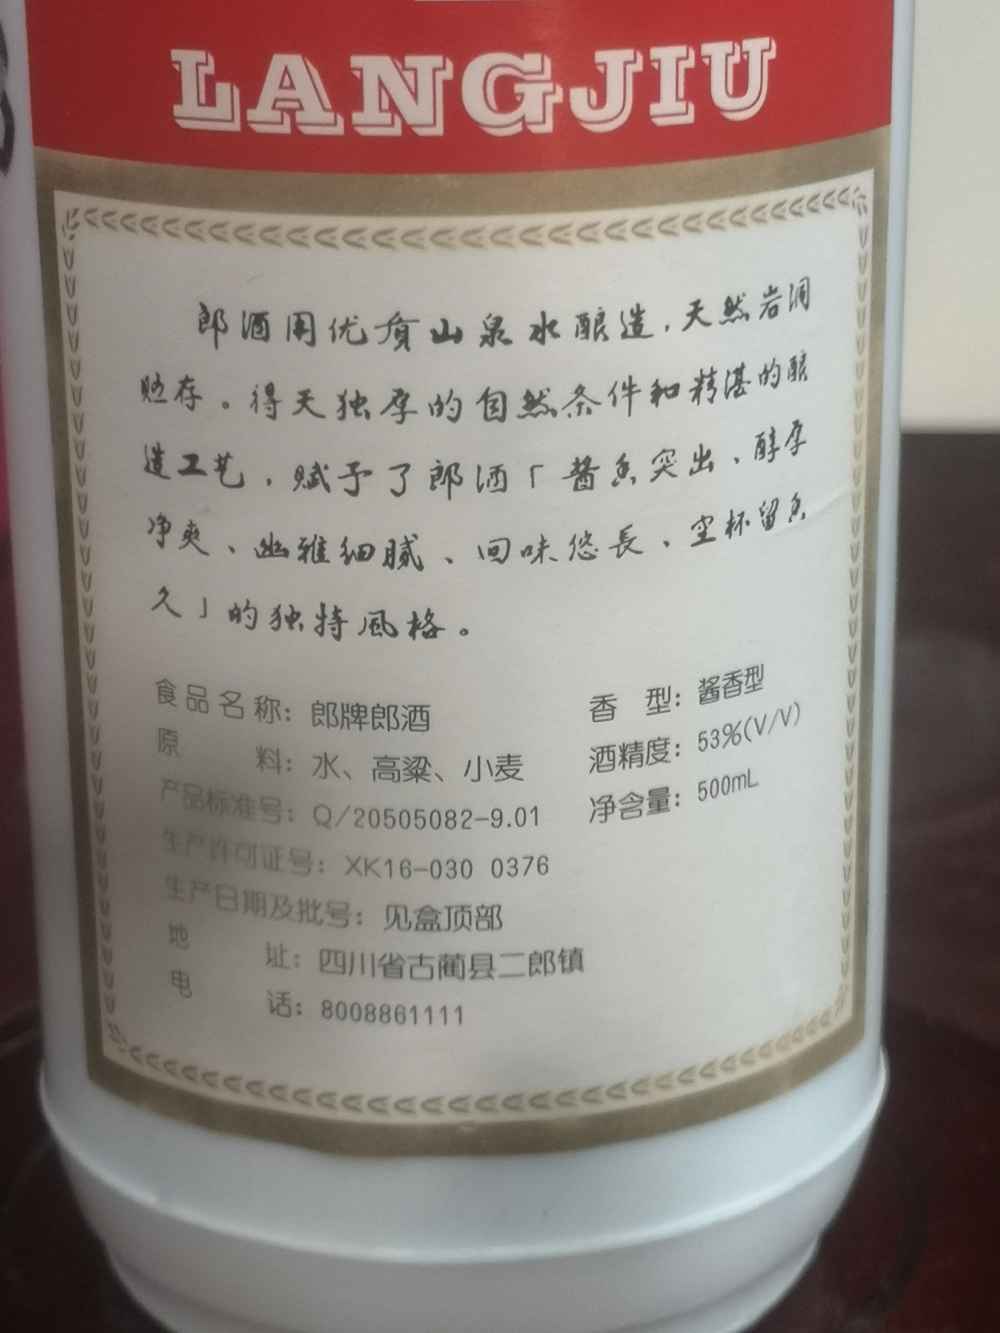 LANGJIU
郎酒用优質山泉水酿造,天然岩洞
贮存。得天独厚的自然条件和精湛的酿
造工艺,赋予了郎酒「酱香突出、醇厚
净爽、幽雅细腻、回味悠長、空杯留香
久」的独特風格。
食品名称:郎牌郎酒 香 型:酱香型
原 料:水、高粱、小麦 酒精度:53%(V/V)
产品标准号:Q/20505082-9.01 净含量:500mL
生产许可证号:XK16-030 0376
生产日期及批号:见盒顶部
地 址:四川省古蔺县二郎镇
电 话:8008861111